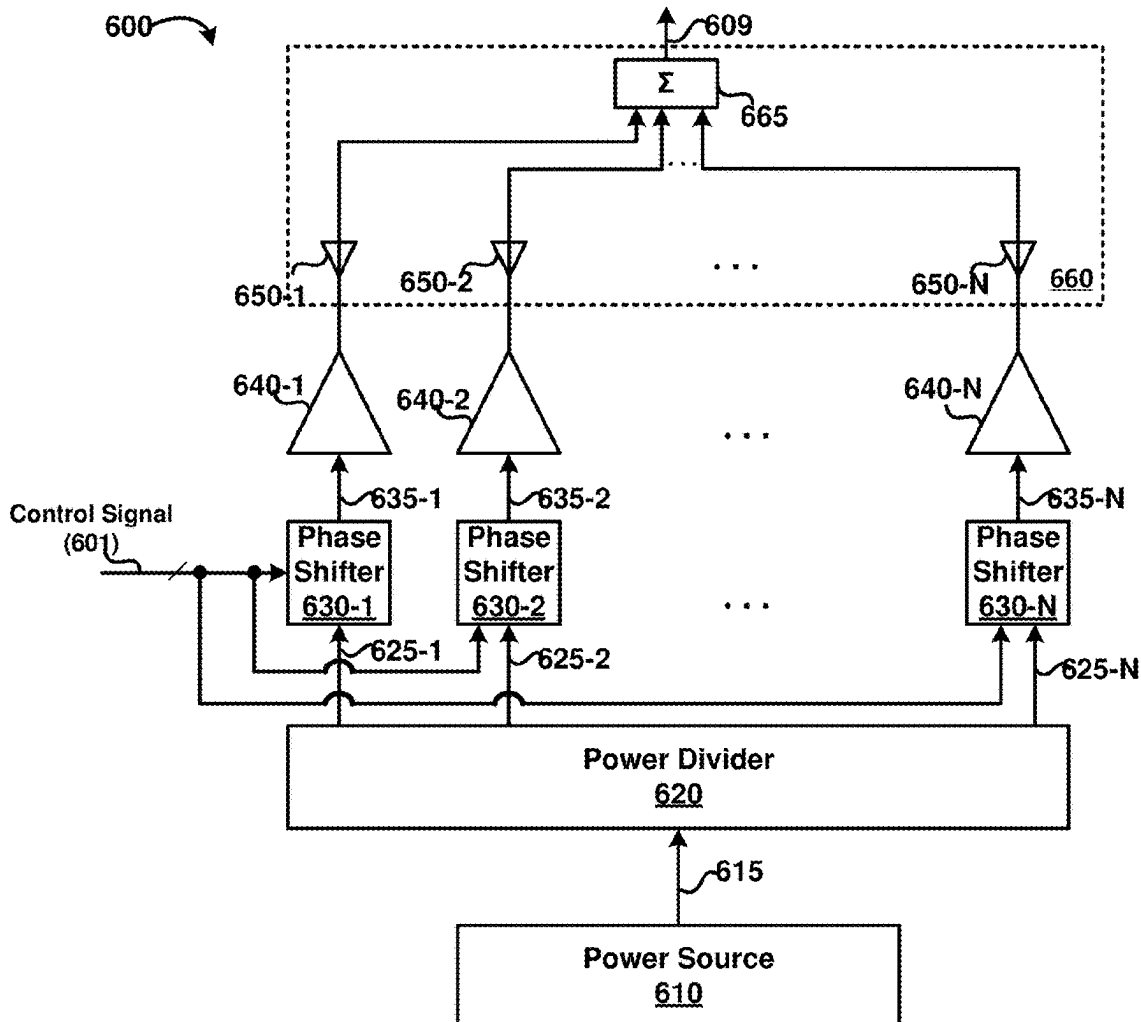 600
609
Σ
665
650-1
650-2
. . .
650-N
660
640-1
640-2
. . .
640-N
635-1
635-2
635-N
Control Signal
(601)
Phase
Shifter
630-1
Phase
Shifter
630-2
. . .
Phase
Shifter
630-N
625-1
625-2
625-N
Power Divider
620
615
Power Source
610